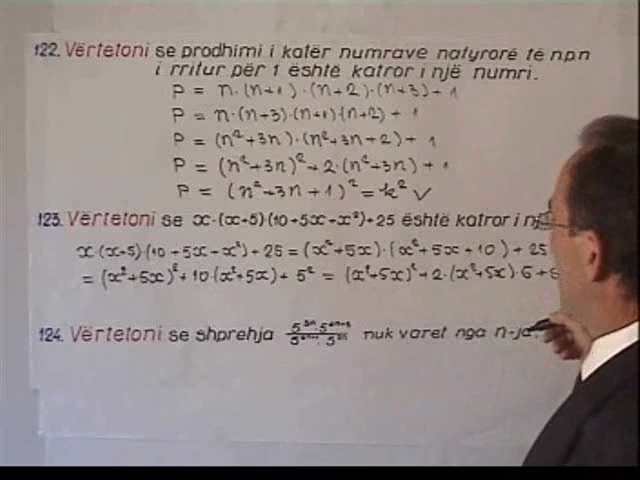 122. Vërtetoni se prodhimi i katër numrave natyrorë të n.p.n
i rritur për 1 është katror i një numri.
P = n·(n+1)·(n+2)·(n+3)+1
P = n·(n+3)·(n+1)·(n+2)+1
P = (n²+3n)·(n²+3n+2)+1
P = (n²+3n)²+2·(n²+3n)+1
P = (n²+3n+1)² = k² ✓
123. Vërtetoni se x·(x+5)·(10+5x+x²)+25 është katror i një
x·(x+5)·(10+5x+x²)+25 = (x²+5x)·(x²+5x+10)+25
= (x²+5x)²+10(x²+5x)+5² = (x²+5x)²+2·(x²+5x)·5+5
124. Vërtetoni se shprehja nuk varet nga n-ja.